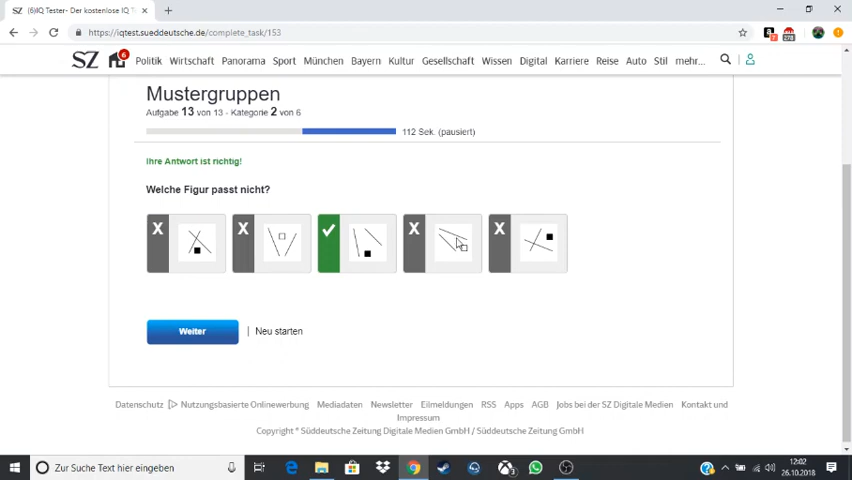 (6)IQ Tester- Der kostenlose IQ T
https://iqtest.sueddeutsche.de/complete_task/153
7
278
SZ 6 Politik Wirtschaft Panorama Sport München Bayern Kultur Gesellschaft Wissen Digital Karriere Reise Auto Stil mehr...
Mustergruppen
Aufgabe 13 von 13 - Kategorie 2 von 6
112 Sek. (pausiert)
Ihre Antwort ist richtig!
Welche Figur passt nicht?
X X X X
Weiter | Neu starten
Datenschutz Nutzungsbasierte Onlinewerbung Mediadaten Newsletter Eilmeldungen RSS Apps AGB Jobs bei der SZ Digitale Medien Kontakt und
Impressum
Copyright © Süddeutsche Zeitung Digitale Medien GmbH / Süddeutsche Zeitung GmbH
Zur Suche Text hier eingeben
12:02
26.10.2018